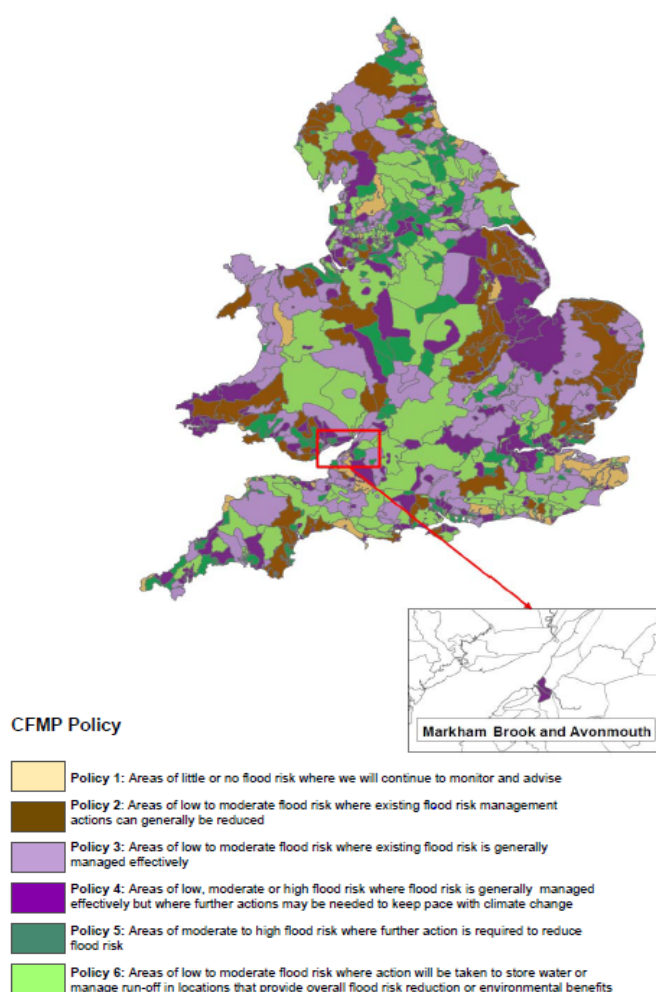 Markham Brook and Avonmouth
CFMP Policy
Policy 1: Areas of little or no flood risk where we will continue to monitor and advise
Policy 2: Areas of low to moderate flood risk where existing flood risk management
actions can generally be reduced
Policy 3: Areas of low to moderate flood risk where existing flood risk is generally
managed effectively
Policy 4: Areas of low, moderate or high flood risk where flood risk is generally managed
effectively but where further actions may be needed to keep pace with climate change
Policy 5: Areas of moderate to high flood risk where further action is required to reduce
flood risk
Policy 6: Areas of low to moderate flood risk where action will be taken to store water or
manage run-off in locations that provide overall flood risk reduction or environmental benefits